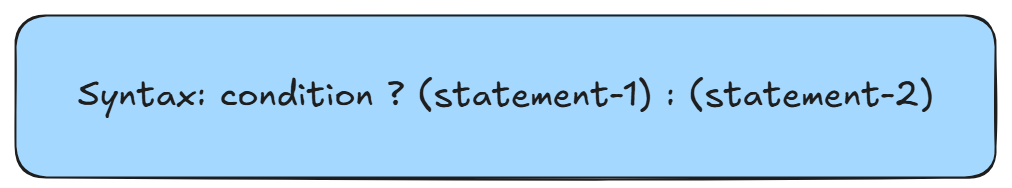 Syntax: condition ? (statement-1) : (statement-2)